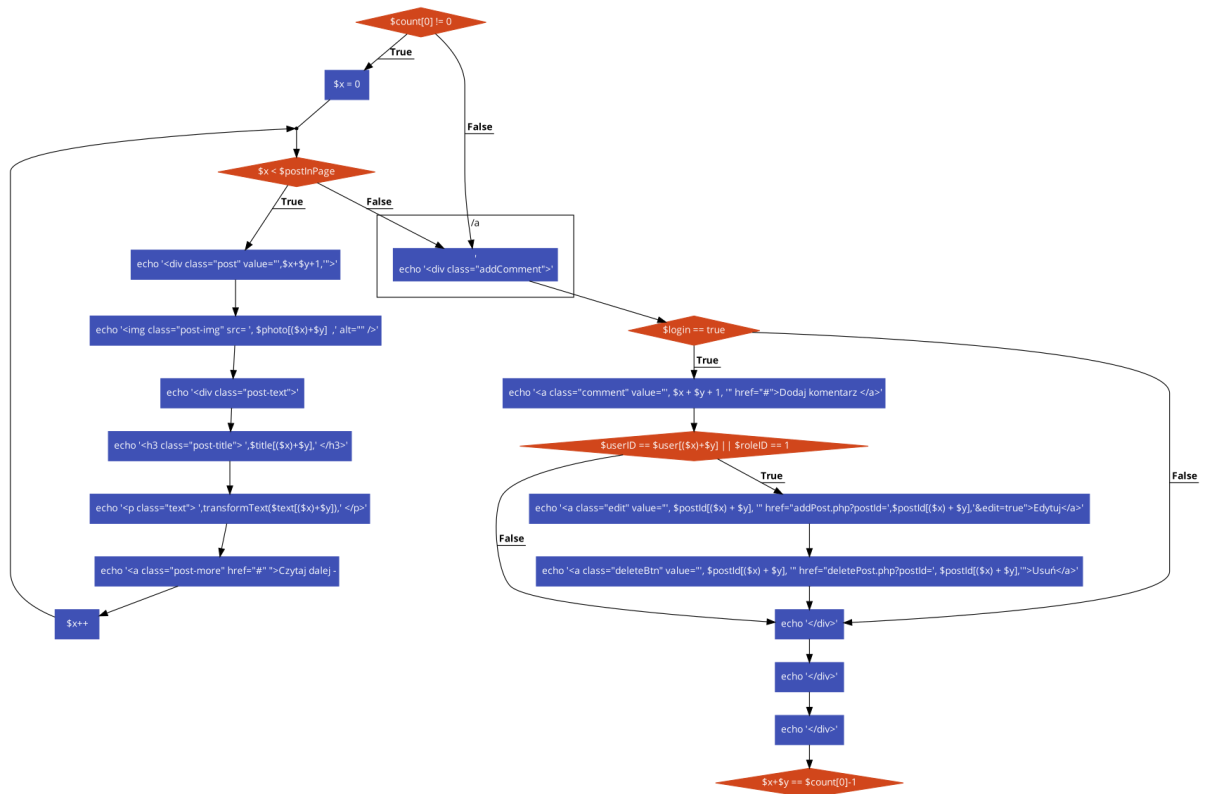 $count[0] != 0
True
$x = 0
False
$x < $postInPage
True
False
/a
'
echo '<div class="addComment">'
echo '<div class="post" value="',$x+$y+1,'">'
echo '<img class="post-img" src= ', $photo[($x)+$y] ,' alt="" />'
$login == true
True
echo '<div class="post-text">'
echo '<a class="comment" value="', $x + $y + 1, '" href="#">Dodaj komentarz </a>'
echo '<h3 class="post-title"> ',$title[($x)+$y],' </h3>'
$userID == $user[($x)+$y] || $roleID == 1
True
False
echo '<p class="text"> ',transformText($text[($x)+$y]),' </p>'
echo '<a class="edit" value="', $postId[($x) + $y], '" href="addPost.php?postId=',$postId[($x) + $y],'&edit=true">Edytuj</a>'
False
echo '<a class="post-more" href="#" ">Czytaj dalej -
echo '<a class="deleteBtn" value="', $postId[($x) + $y], '" href="deletePost.php?postId=', $postId[($x) + $y],'">Usuń</a>'
$x++
echo '</div>'
echo '</div>'
echo '</div>'
$x+$y == $count[0]-1